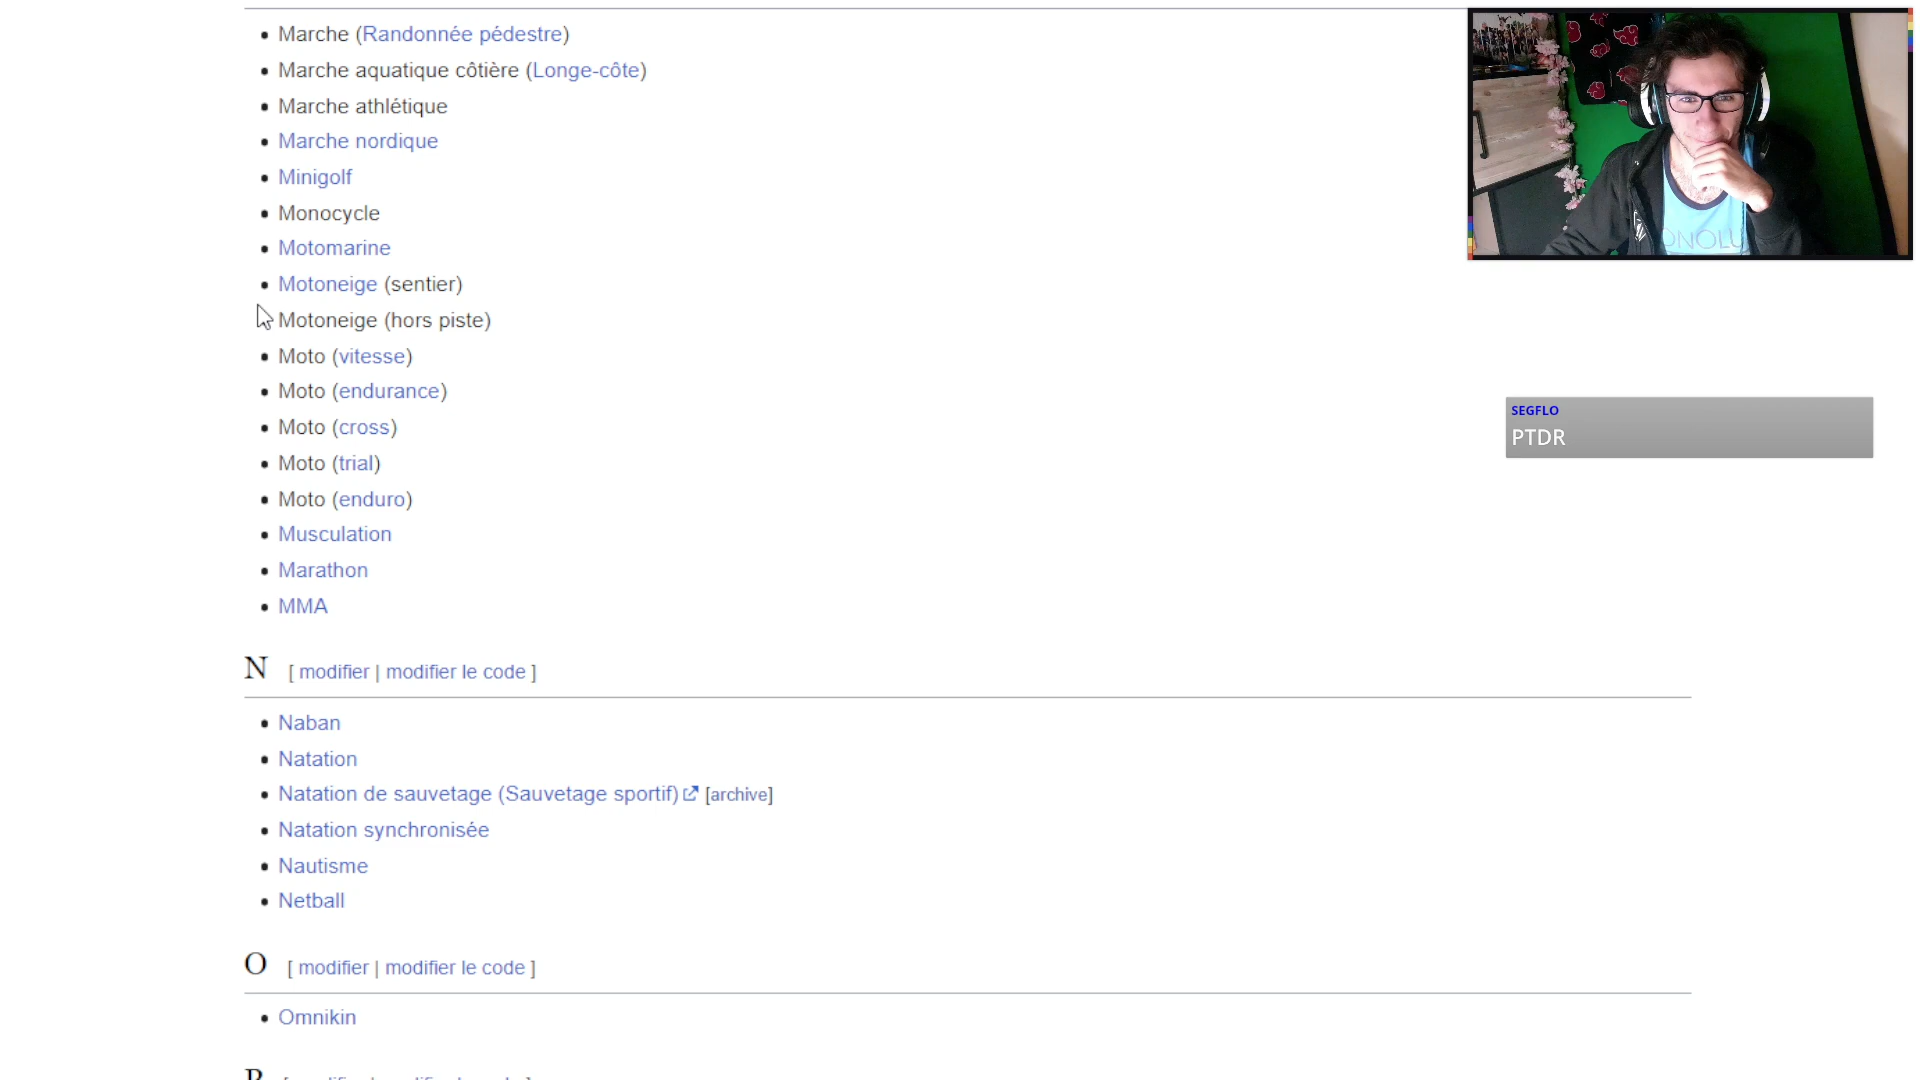 Marche (Randonnée pédestre)
Marche aquatique côtière (Longe-côte)
Marche athlétique
Marche nordique
Minigolf
Monocycle
Motomarine
Motoneige (sentier)
Motoneige (hors piste)
Moto (vitesse)
Moto (endurance)
Moto (cross)
Moto (trial)
Moto (enduro)
Musculation
Marathon
MMA
N [ modifier | modifier le code ]
Naban
Natation
Natation de sauvetage (Sauvetage sportif) [archive]
Natation synchronisée
Nautisme
Netball
O [ modifier | modifier le code ]
Omnikin
SEGFLO
PTDR